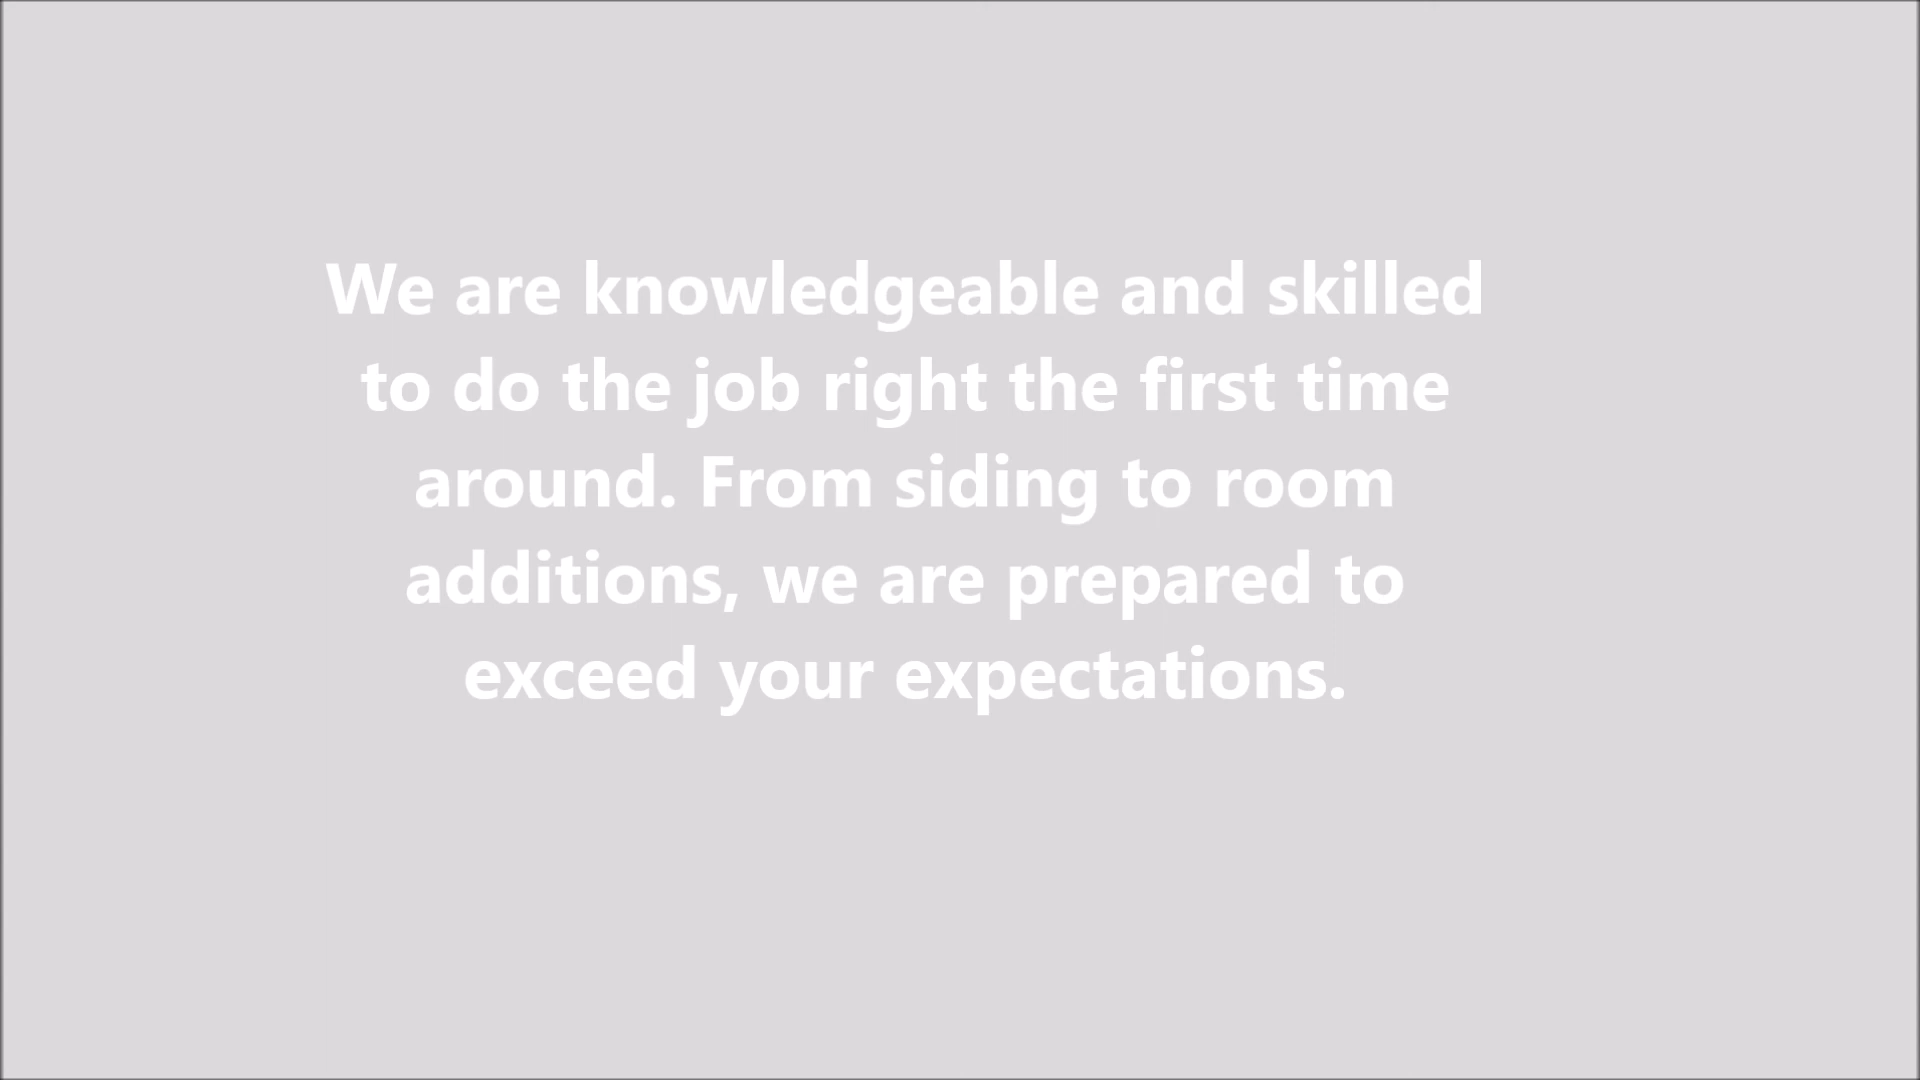 We are knowledgeable and skilled
to do the job right the first time
around. From siding to room
additions, we are prepared to
exceed your expectations.